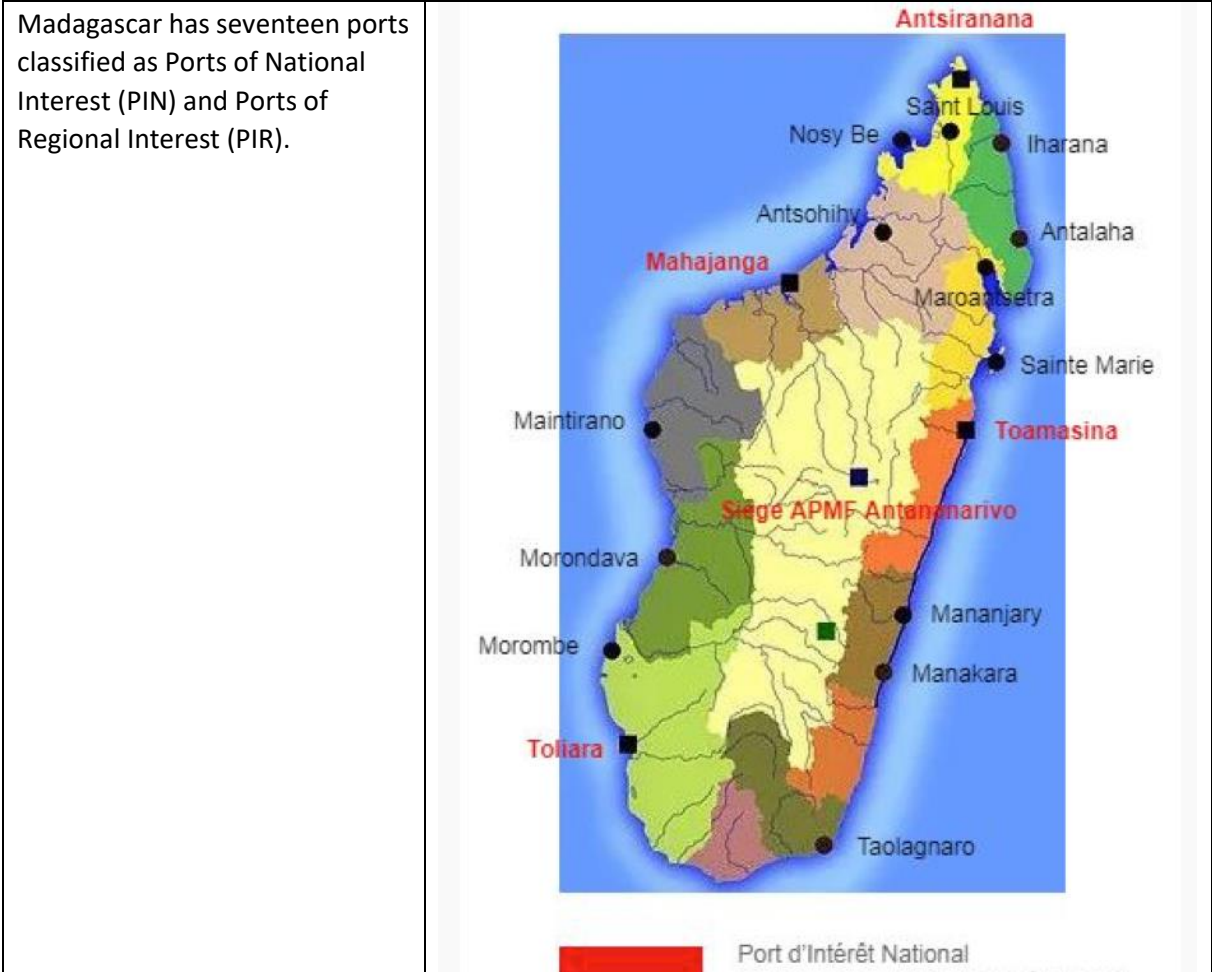 Madagascar has seventeen ports
classified as Ports of National
Interest (PIN) and Ports of
Regional Interest (PIR).
Antsiranana
Saint Louis
Nosy Be
Iharana
Antsohihy
Antalaha
Mahajanga
Maroantsetra
Sainte Marie
Maintirano
Toamasina
Siège APMF Antananarivo
Morondava
Mananjary
Morombe
Manakara
Toliara
Taolagnaro
Port d'Intérêt National